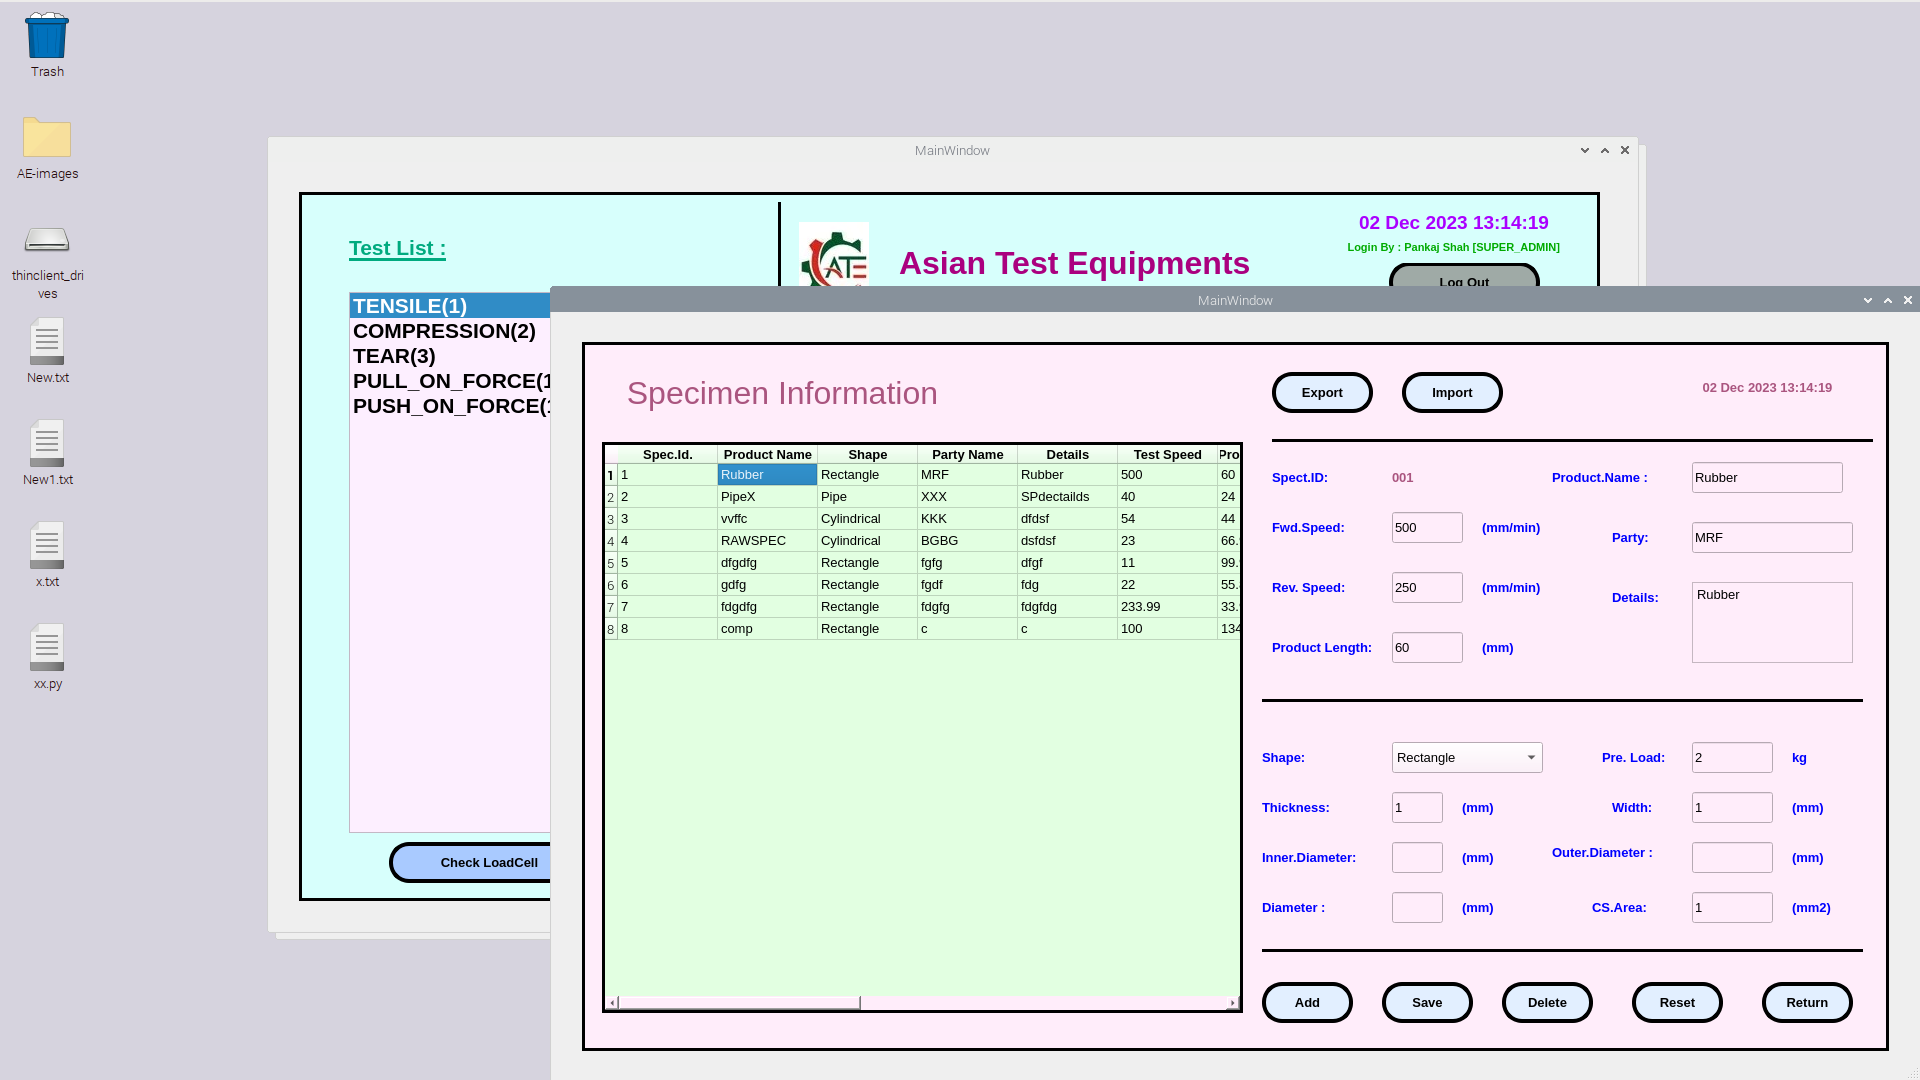 Trash
AE-images
thinclient_dri
ves
New.txt
New1.txt
x.txt
xx.py
MainWindow
Test List :
TENSILE(1)
COMPRESSION(2)
TEAR(3)
PULL_ON_FORCE(1
PUSH_ON_FORCE(1
Check LoadCell
ATE
Asian Test Equipments
02 Dec 2023 13:14:19
Login By : Pankaj Shah [SUPER_ADMIN]
Log Out
MainWindow
Specimen Information
Export Import 02 Dec 2023 13:14:19
Spec.Id. Product Name Shape Party Name Details Test Speed Pro
1 1 Rubber Rectangle MRF Rubber 500 60
2 2 PipeX Pipe XXX SPdectailds 40 24
3 3 vvffc Cylindrical KKK dfdsf 54 44
4 4 RAWSPEC Cylindrical BGBG dsfdsf 23 66.
5 5 dfgdfg Rectangle fgfg dfgf 11 99.
6 6 gdfg Rectangle fgdf fdg 22 55.
7 7 fdgdfg Rectangle fdgfg fdgfdg 233.99 33.
8 8 comp Rectangle c c 100 134
Spect.ID: 001 Product.Name : Rubber
Fwd.Speed: 500 (mm/min)
Party: MRF
Rev. Speed: 250 (mm/min)
Details: Rubber
Product Length: 60 (mm)
Shape: Rectangle Pre. Load: 2 kg
Thickness: 1 (mm) Width: 1 (mm)
Inner.Diameter: (mm) Outer.Diameter : (mm)
Diameter : (mm) CS.Area: 1 (mm2)
Add Save Delete Reset Return